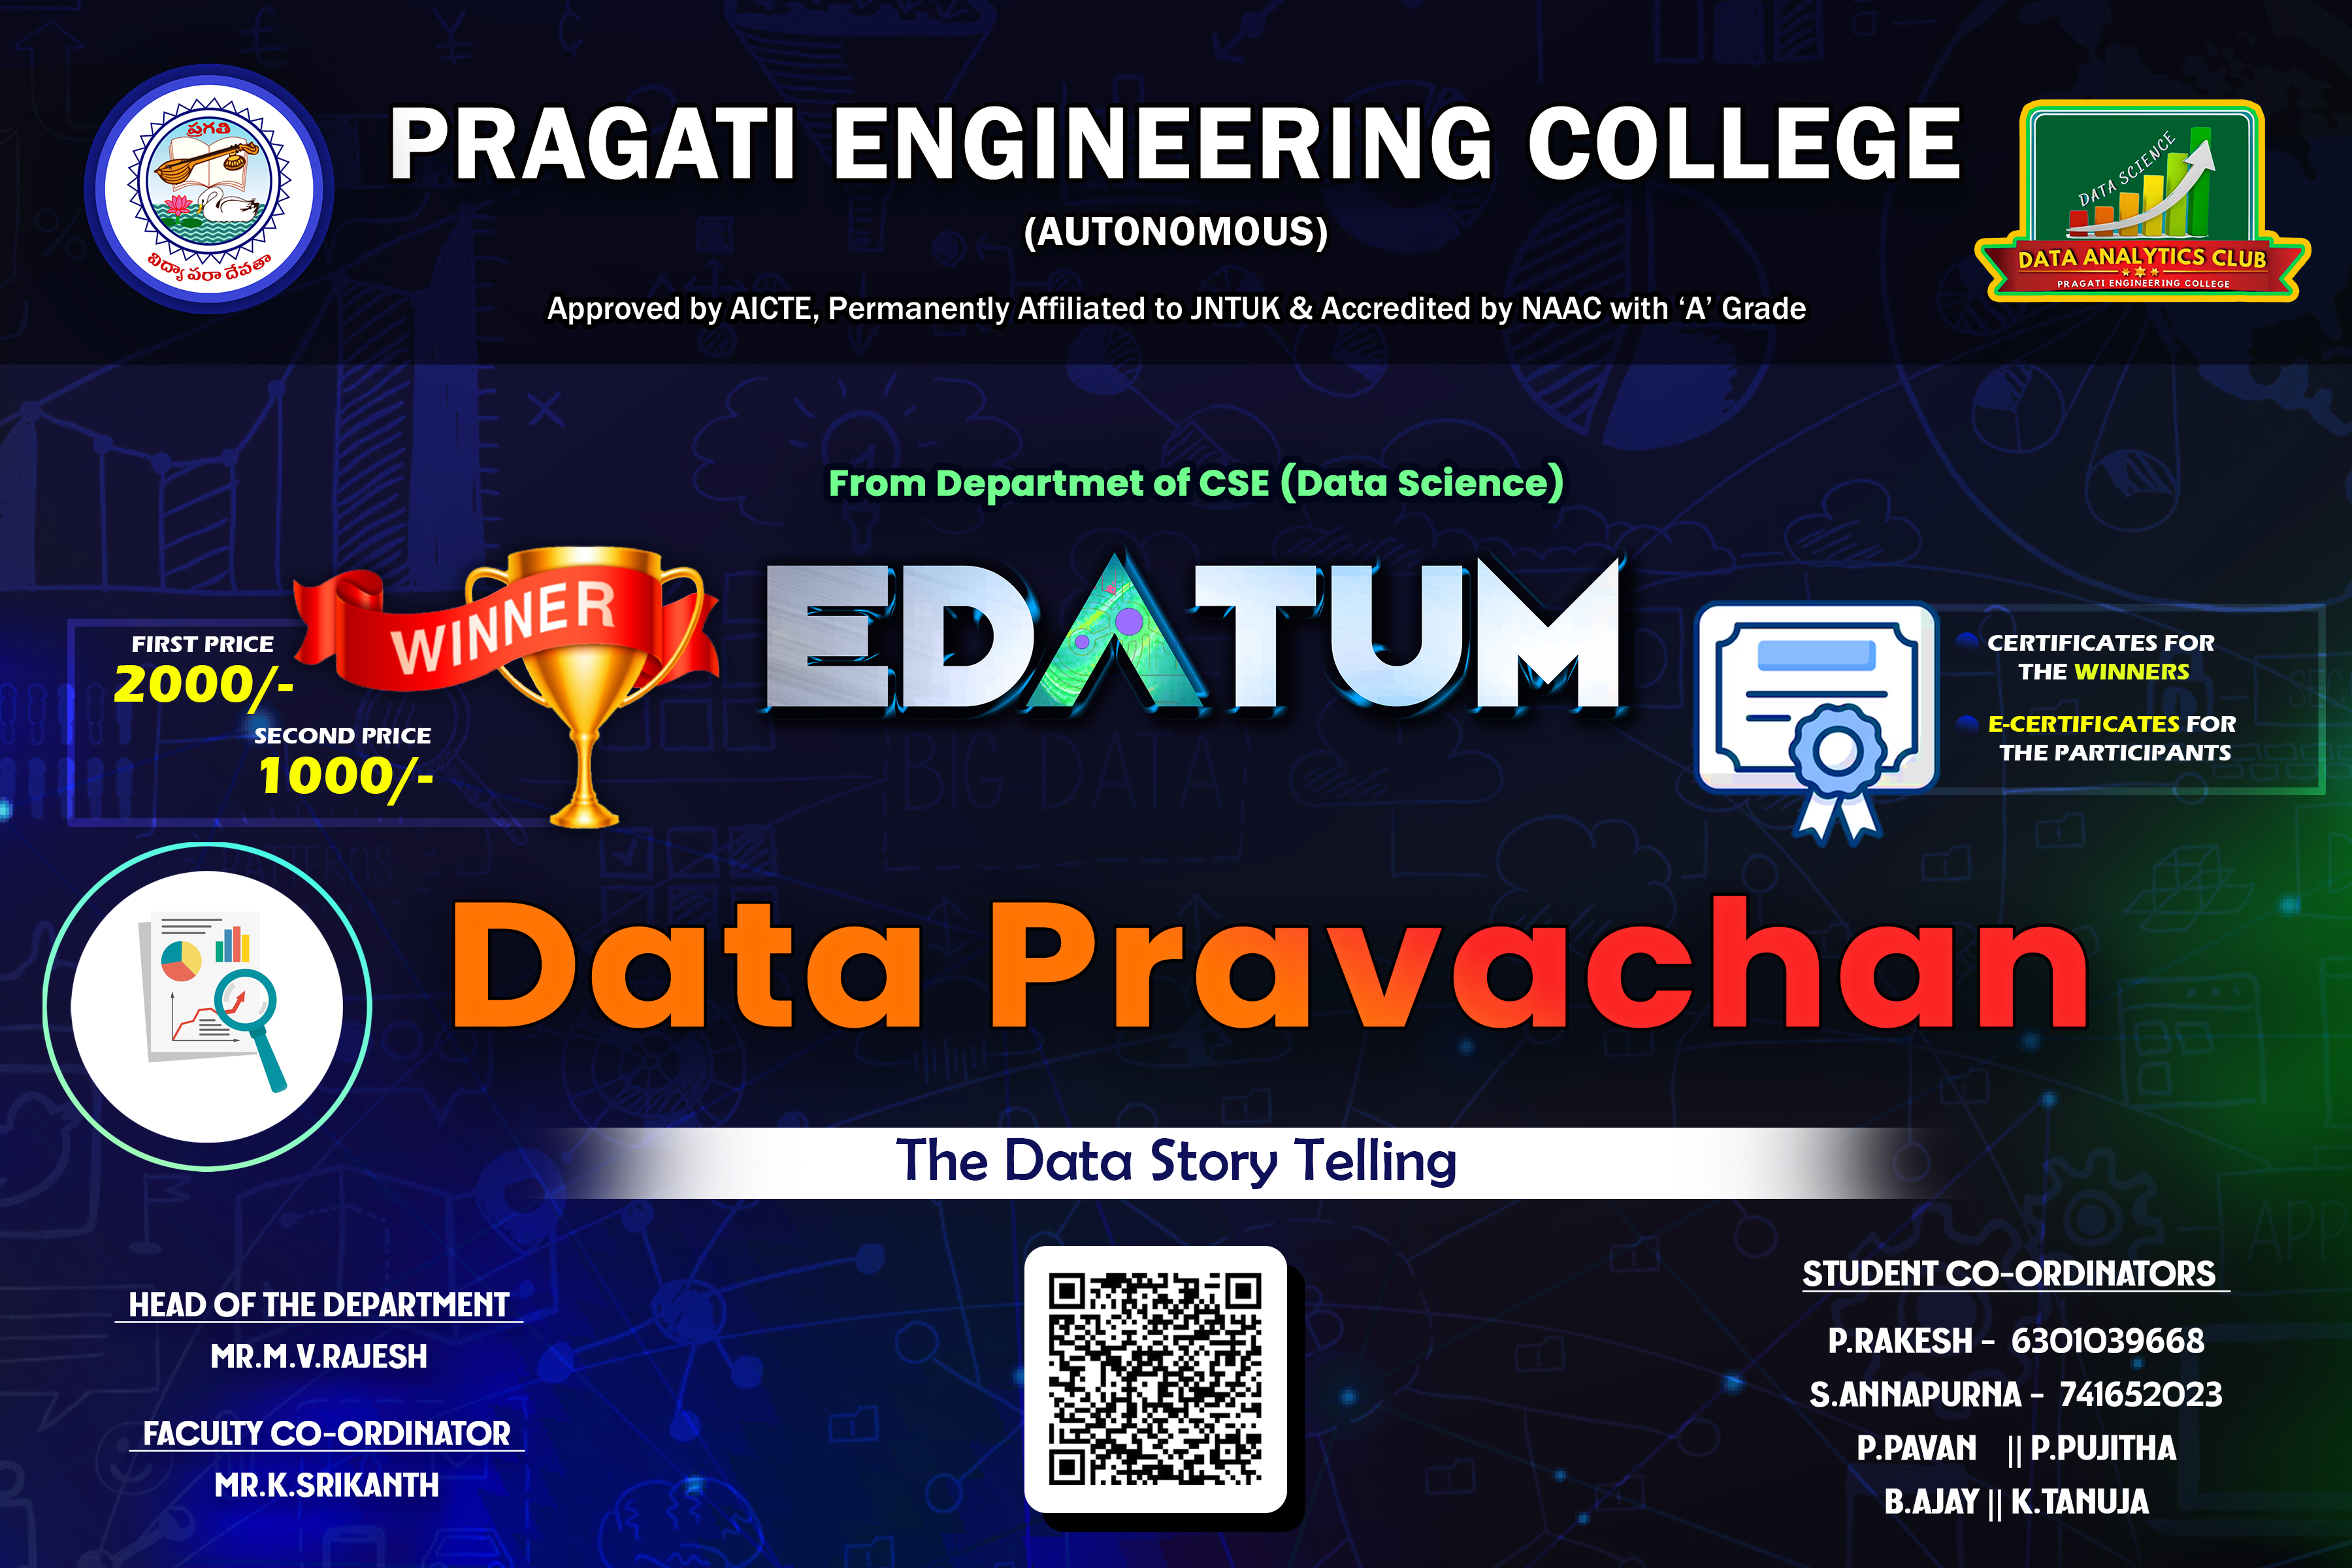 ప్రగతి
విద్యా పరా దేవతా
PRAGATI ENGINEERING COLLEGE
(AUTONOMOUS)
Approved by AICTE, Permanently Affiliated to JNTUK & Accredited by NAAC with ‘A’ Grade
DATA SCIENCE
DATA ANALYTICS CLUB
PRAGATI ENGINEERING COLLEGE
From Departmet of CSE (Data Science)
EDATUM
WINNER
FIRST PRICE
2000/-
SECOND PRICE
1000/-
CERTIFICATES FOR
THE WINNERS
E-CERTIFICATES FOR
THE PARTICIPANTS
BIG DATA
Data Pravachan
The Data Story Telling
HEAD OF THE DEPARTMENT
MR.M.V.RAJESH
FACULTY CO-ORDINATOR
MR.K.SRIKANTH
STUDENT CO-ORDINATORS
P.RAKESH - 6301039668
S.ANNAPURNA - 741652023
P.PAVAN || P.PUJITHA
B.AJAY || K.TANUJA